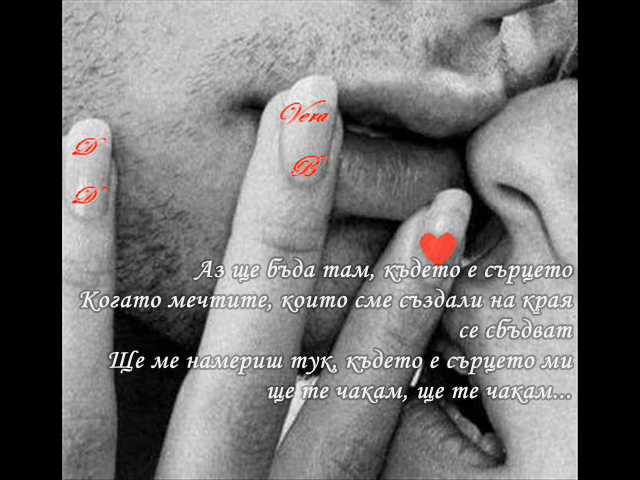 Vera
B
D
D
Аз ще бъда там, където е сърцето
Когато мечтите, които сме създали на края
се сбъдват
Ще ме намериш тук, където е сърцето ми
ще те чакам, ще те чакам...